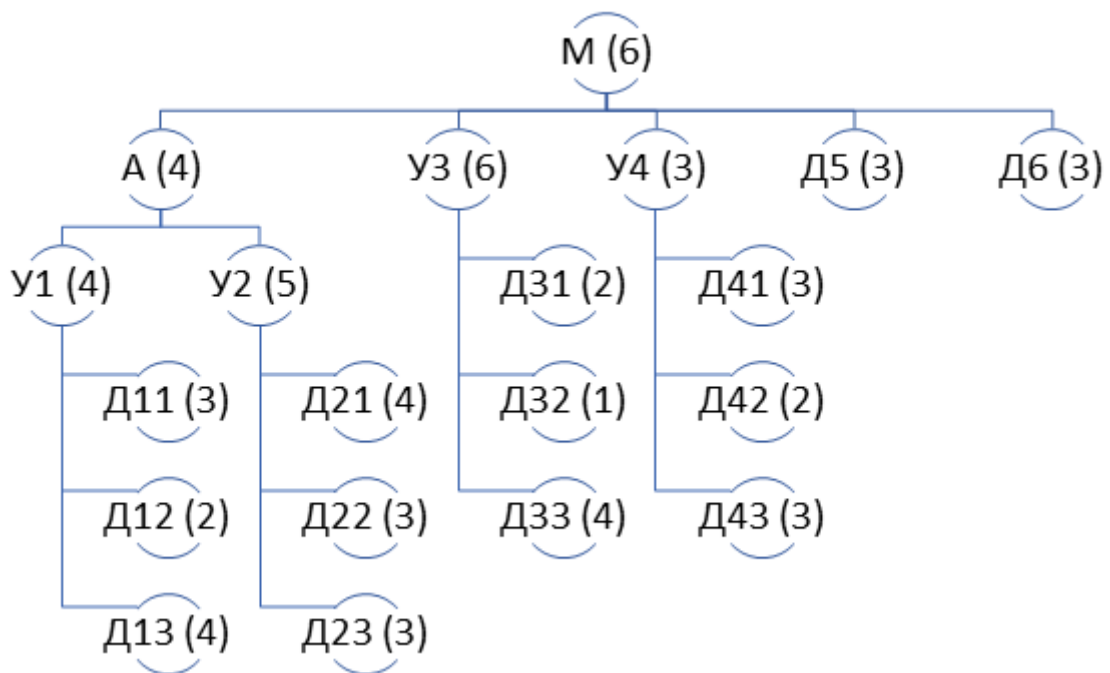 М (6)
А (4)
У3 (6)
У4 (3)
Д5 (3)
Д6 (3)
У1 (4)
У2 (5)
Д31 (2)
Д41 (3)
Д11 (3)
Д21 (4)
Д32 (1)
Д42 (2)
Д12 (2)
Д22 (3)
Д33 (4)
Д43 (3)
Д13 (4)
Д23 (3)